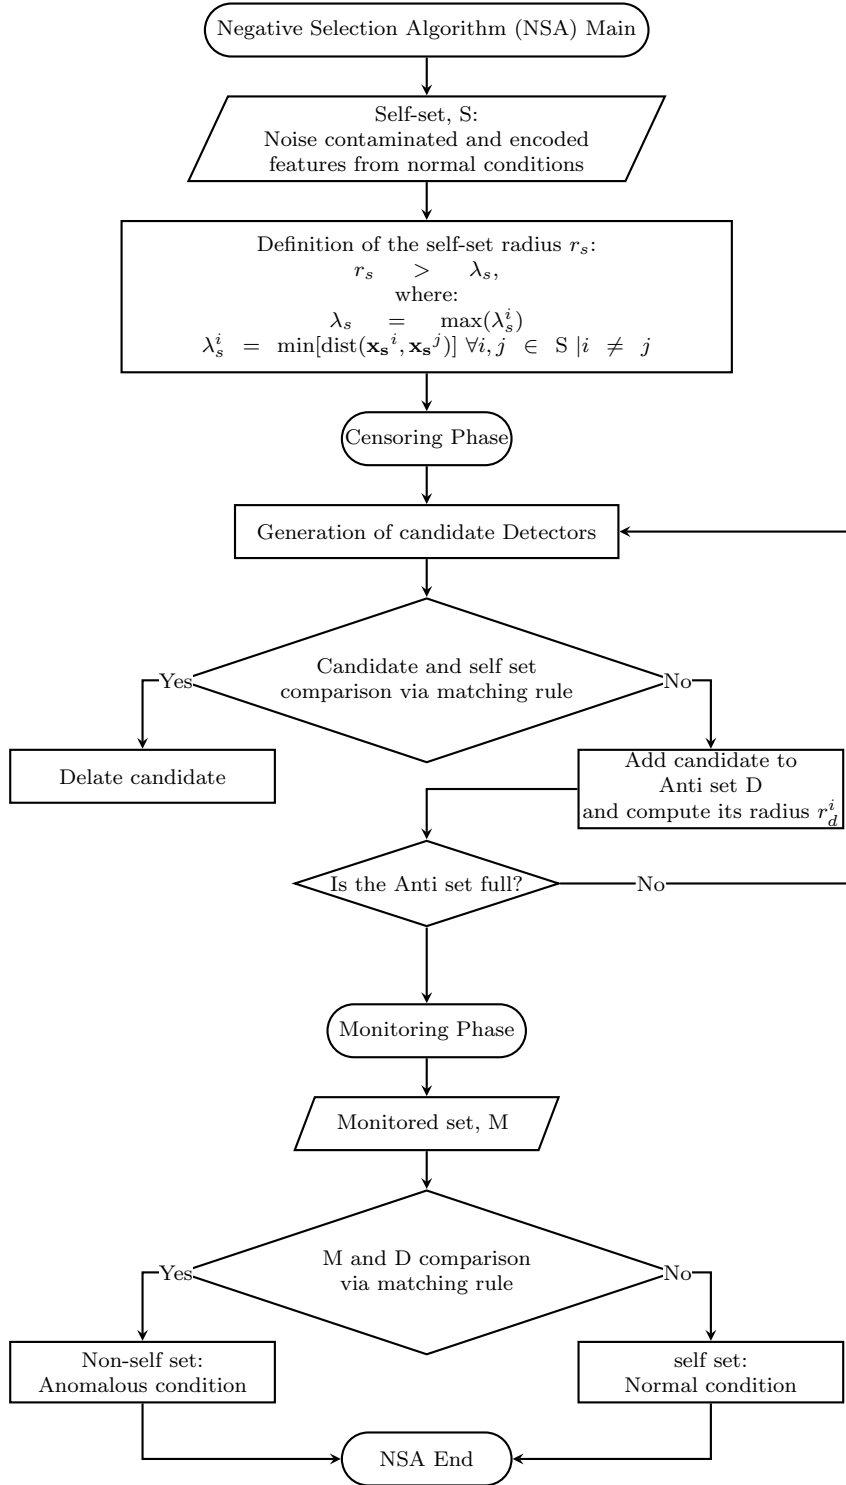 Negative Selection Algorithm (NSA) Main
Self-set, S:
Noise contaminated and encoded
features from normal conditions
Definition of the self-set radius r_s:
r_s > λ_s,
where:
λ_s = max(λ_s^i)
λ_s^i = min[dist(x_s^i, x_s^j)] ∀i, j ∈ S |i ≠ j
Censoring Phase
Generation of candidate Detectors
Candidate and self set
comparison via matching rule
Yes
No
Delate candidate
Add candidate to
Anti set D
and compute its radius r_d^i
Is the Anti set full?
No
Monitoring Phase
Monitored set, M
M and D comparison
via matching rule
Yes
No
Non-self set:
Anomalous condition
self set:
Normal condition
NSA End